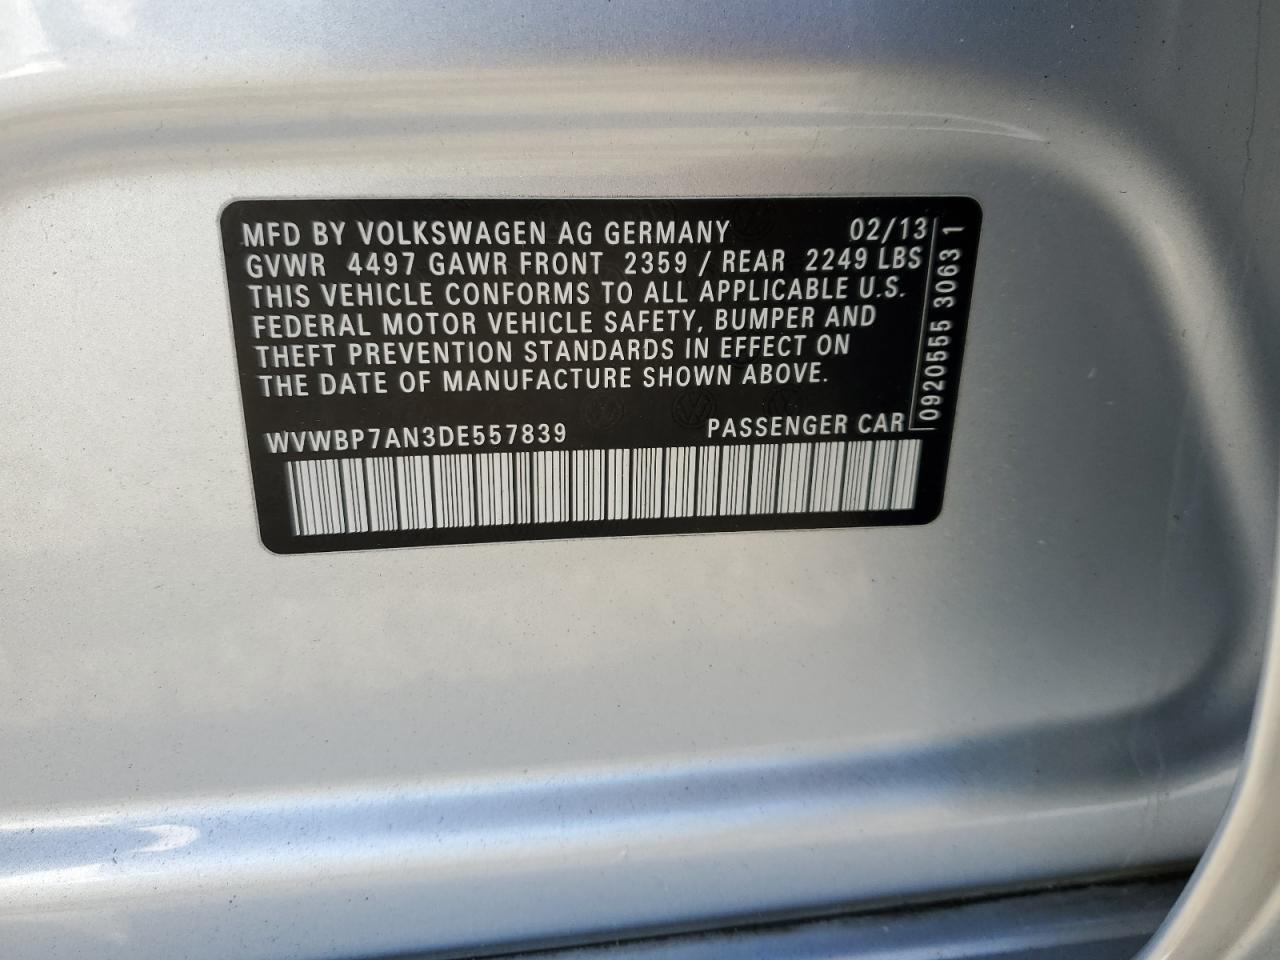 MFD BY VOLKSWAGEN AG GERMANY 02/13
GVWR 4497 GAWR FRONT 2359 / REAR 2249 LBS
THIS VEHICLE CONFORMS TO ALL APPLICABLE U.S.
FEDERAL MOTOR VEHICLE SAFETY, BUMPER AND
THEFT PREVENTION STANDARDS IN EFFECT ON
THE DATE OF MANUFACTURE SHOWN ABOVE.
WVWBP7AN3DE557839 PASSENGER CAR
0920555 3063 1